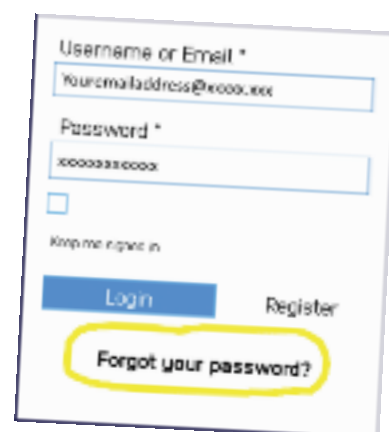 Username or Email *
Youremailaddress@xxxxx.xxx
Password *
xxxxxxxxxxxx
Keep me signed in
Login Register
Forgot your password?